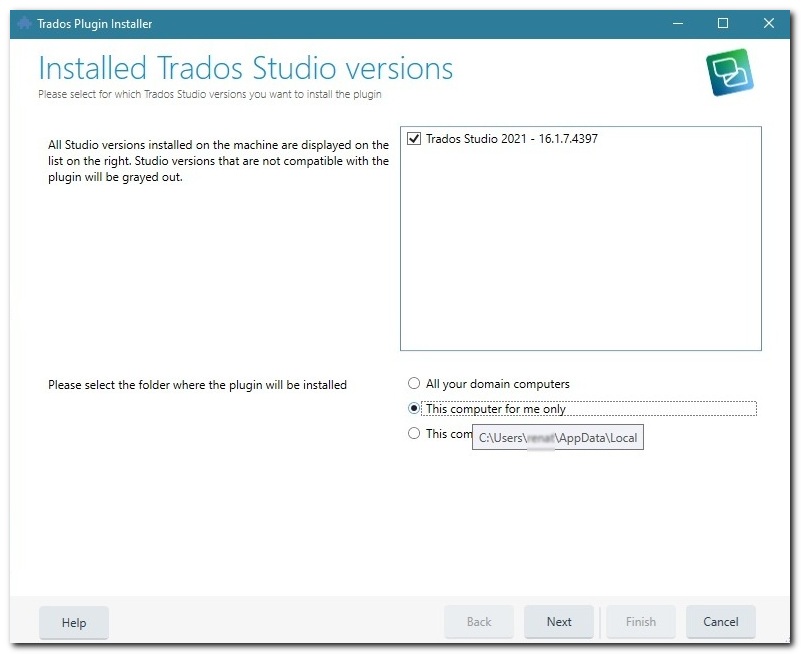 Trados Plugin Installer
Installed Trados Studio versions
Please select for which Trados Studio versions you want to install the plugin
All Studio versions installed on the machine are displayed on the
list on the right. Studio versions that are not compatible with the
plugin will be grayed out.
Trados Studio 2021 - 16.1.7.4397
Please select the folder where the plugin will be installed
All your domain computers
This computer for me only
This com
C:\Users\ \AppData\Local
Help
Back
Next
Finish
Cancel